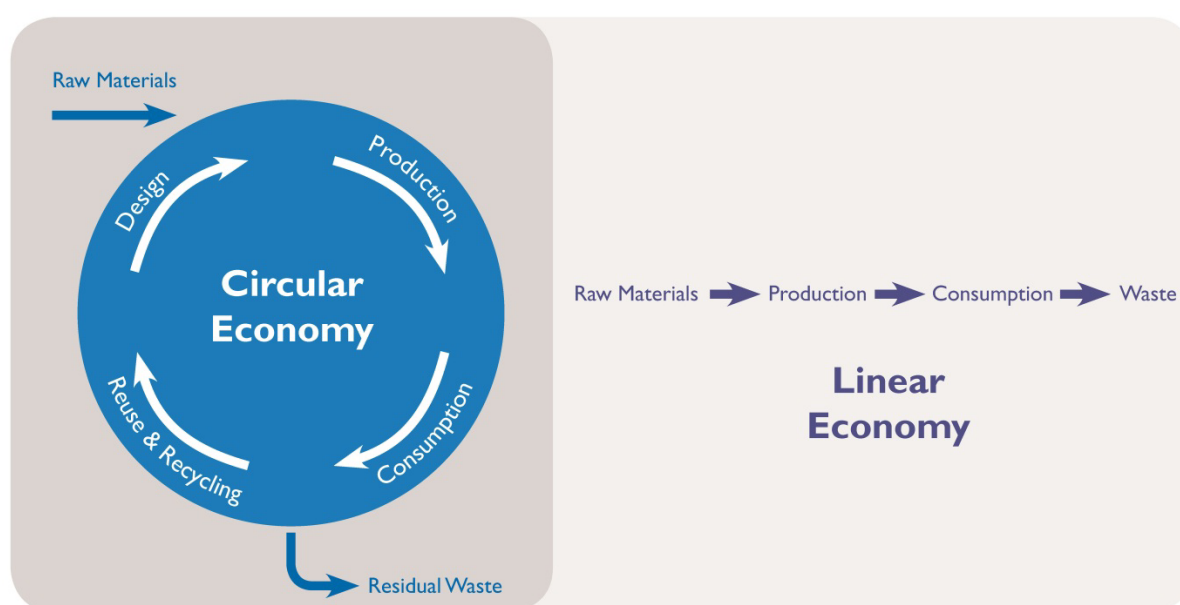 Raw Materials
Design
Production
Circular
Economy
Reuse & Recycling
Consumption
Residual Waste
Raw Materials Production Consumption Waste
Linear
Economy